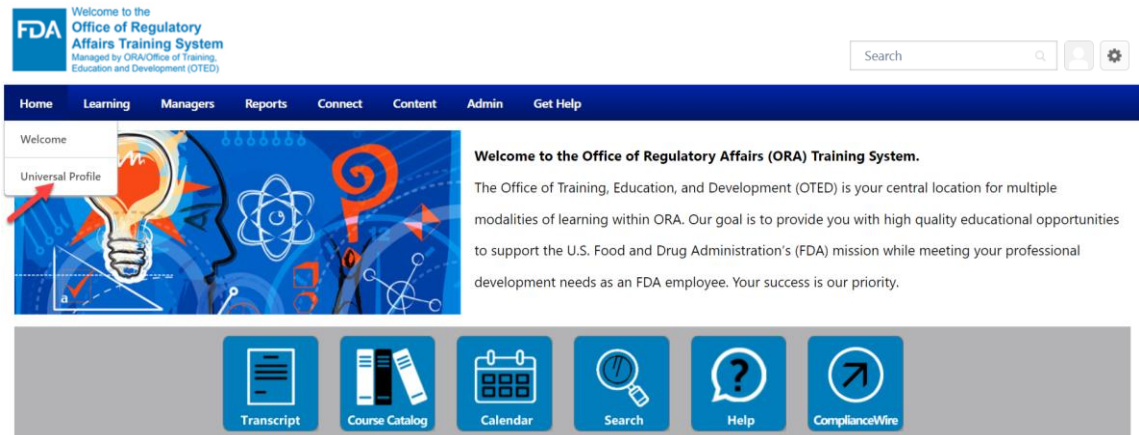 FDA
Welcome to the
Office of Regulatory
Affairs Training System
Managed by ORA/Office of Training,
Education and Development (OTED)
Search
Home Learning Managers Reports Connect Content Admin Get Help
Welcome
Universal Profile
a
12
Welcome to the Office of Regulatory Affairs (ORA) Training System.
The Office of Training, Education, and Development (OTED) is your central location for multiple
modalities of learning within ORA. Our goal is to provide you with high quality educational opportunities
to support the U.S. Food and Drug Administration's (FDA) mission while meeting your professional
development needs as an FDA employee. Your success is our priority.
Transcript Course Catalog Calendar Search Help ComplianceWire